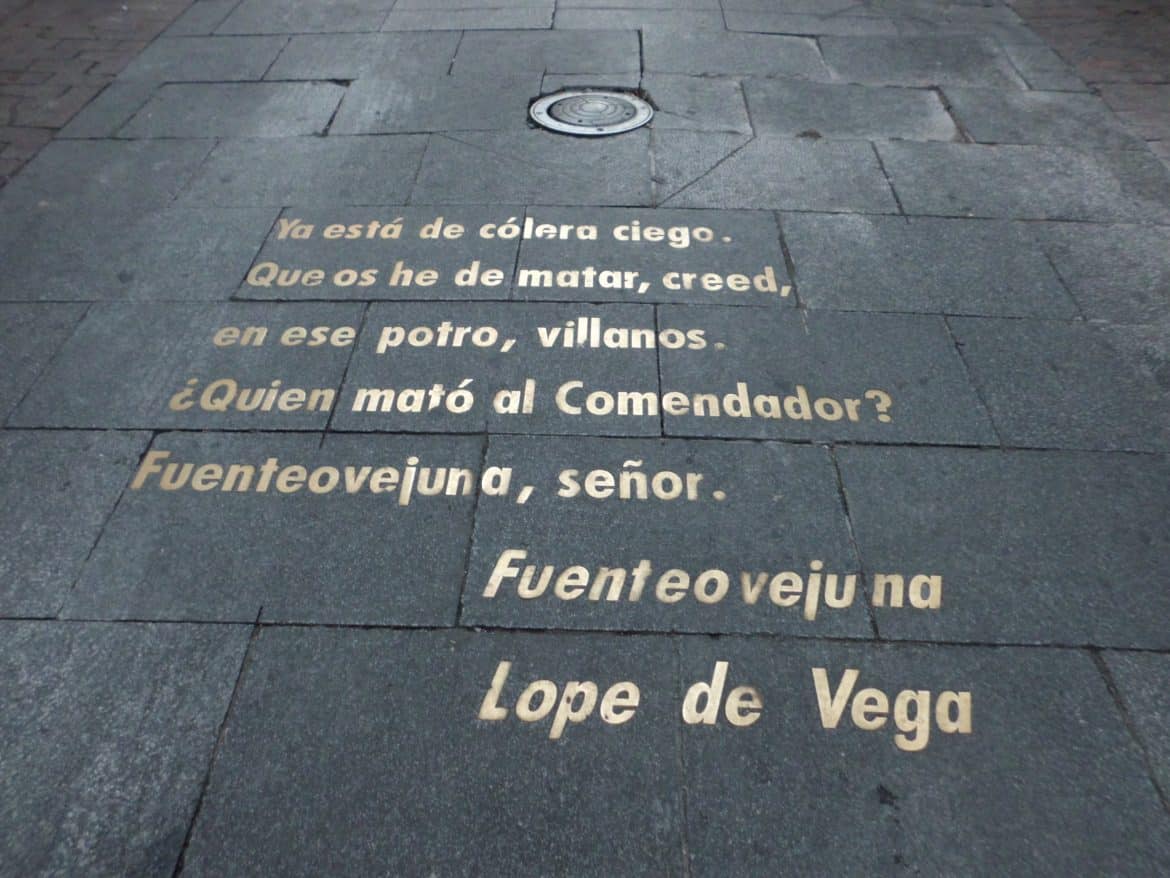 Ya está de cólera ciego.
Que os he de matar, creed,
en ese potro, villanos.
¿Quien mató al Comendador?
Fuenteovejuna, señor.
Fuenteovejuna
Lope de Vega